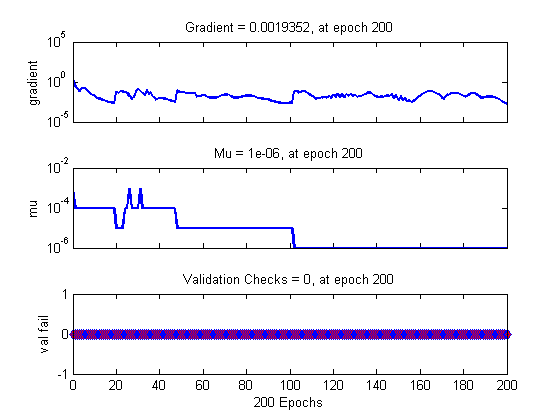 Gradient = 0.0019352, at epoch 200
10^5
10^0
10^-5
gradient
Mu = 1e-06, at epoch 200
10^-2
10^-4
10^-6
mu
Validation Checks = 0, at epoch 200
1
0
-1
val fail
0 20 40 60 80 100 120 140 160 180 200
200 Epochs